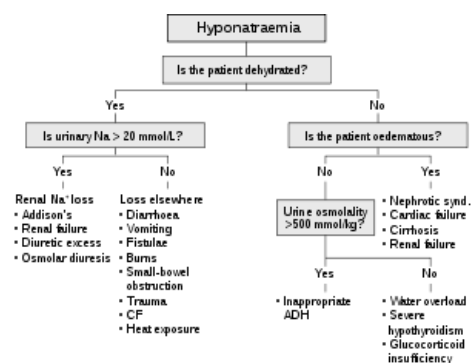 Hyponatraemia
Is the patient dehydrated?
Yes
No
Is urinary Na > 20 mmol/L?
Is the patient oedematous?
Yes
No
No
Yes
Renal Na⁺ loss
• Addison's
• Renal failure
• Diuretic excess
• Osmolar diuresis
Loss elsewhere
• Diarrhoea
• Vomiting
• Fistulae
• Burns
• Small-bowel
obstruction
• Trauma
• CF
• Heat exposure
Urine osmolality
>500 mmol/kg?
• Nephrotic synd.
• Cardiac failure
• Cirrhosis
• Renal failure
Yes
No
• Inappropriate
ADH
• Water overload
• Severe
hypothyroidism
• Glucocorticoid
insufficiency